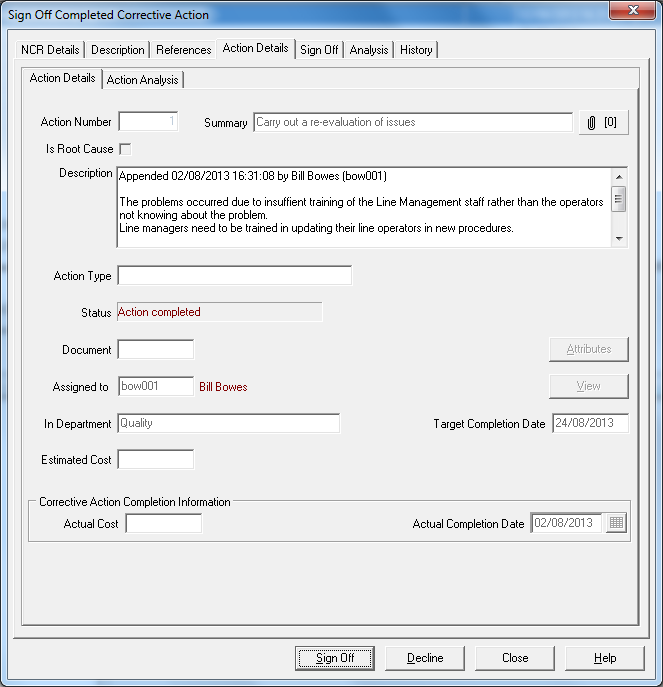 Sign Off Completed Corrective Action
NCR Details Description References Action Details Sign Off Analysis History
Action Details Action Analysis
Action Number 1 Summary Carry out a re-evaluation of issues [0]
Is Root Cause
Description Appended 02/08/2013 16:31:08 by Bill Bowes (bow001)
The problems occurred due to insuffient training of the Line Management staff rather than the operators
not knowing about the problem.
Line managers need to be trained in updating their line operators in new procedures.
Action Type
Status Action completed
Document Attributes
Assigned to bow001 Bill Bowes View
In Department Quality Target Completion Date 24/08/2013
Estimated Cost
Corrective Action Completion Information
Actual Cost Actual Completion Date 02/08/2013
Sign Off Decline Close Help